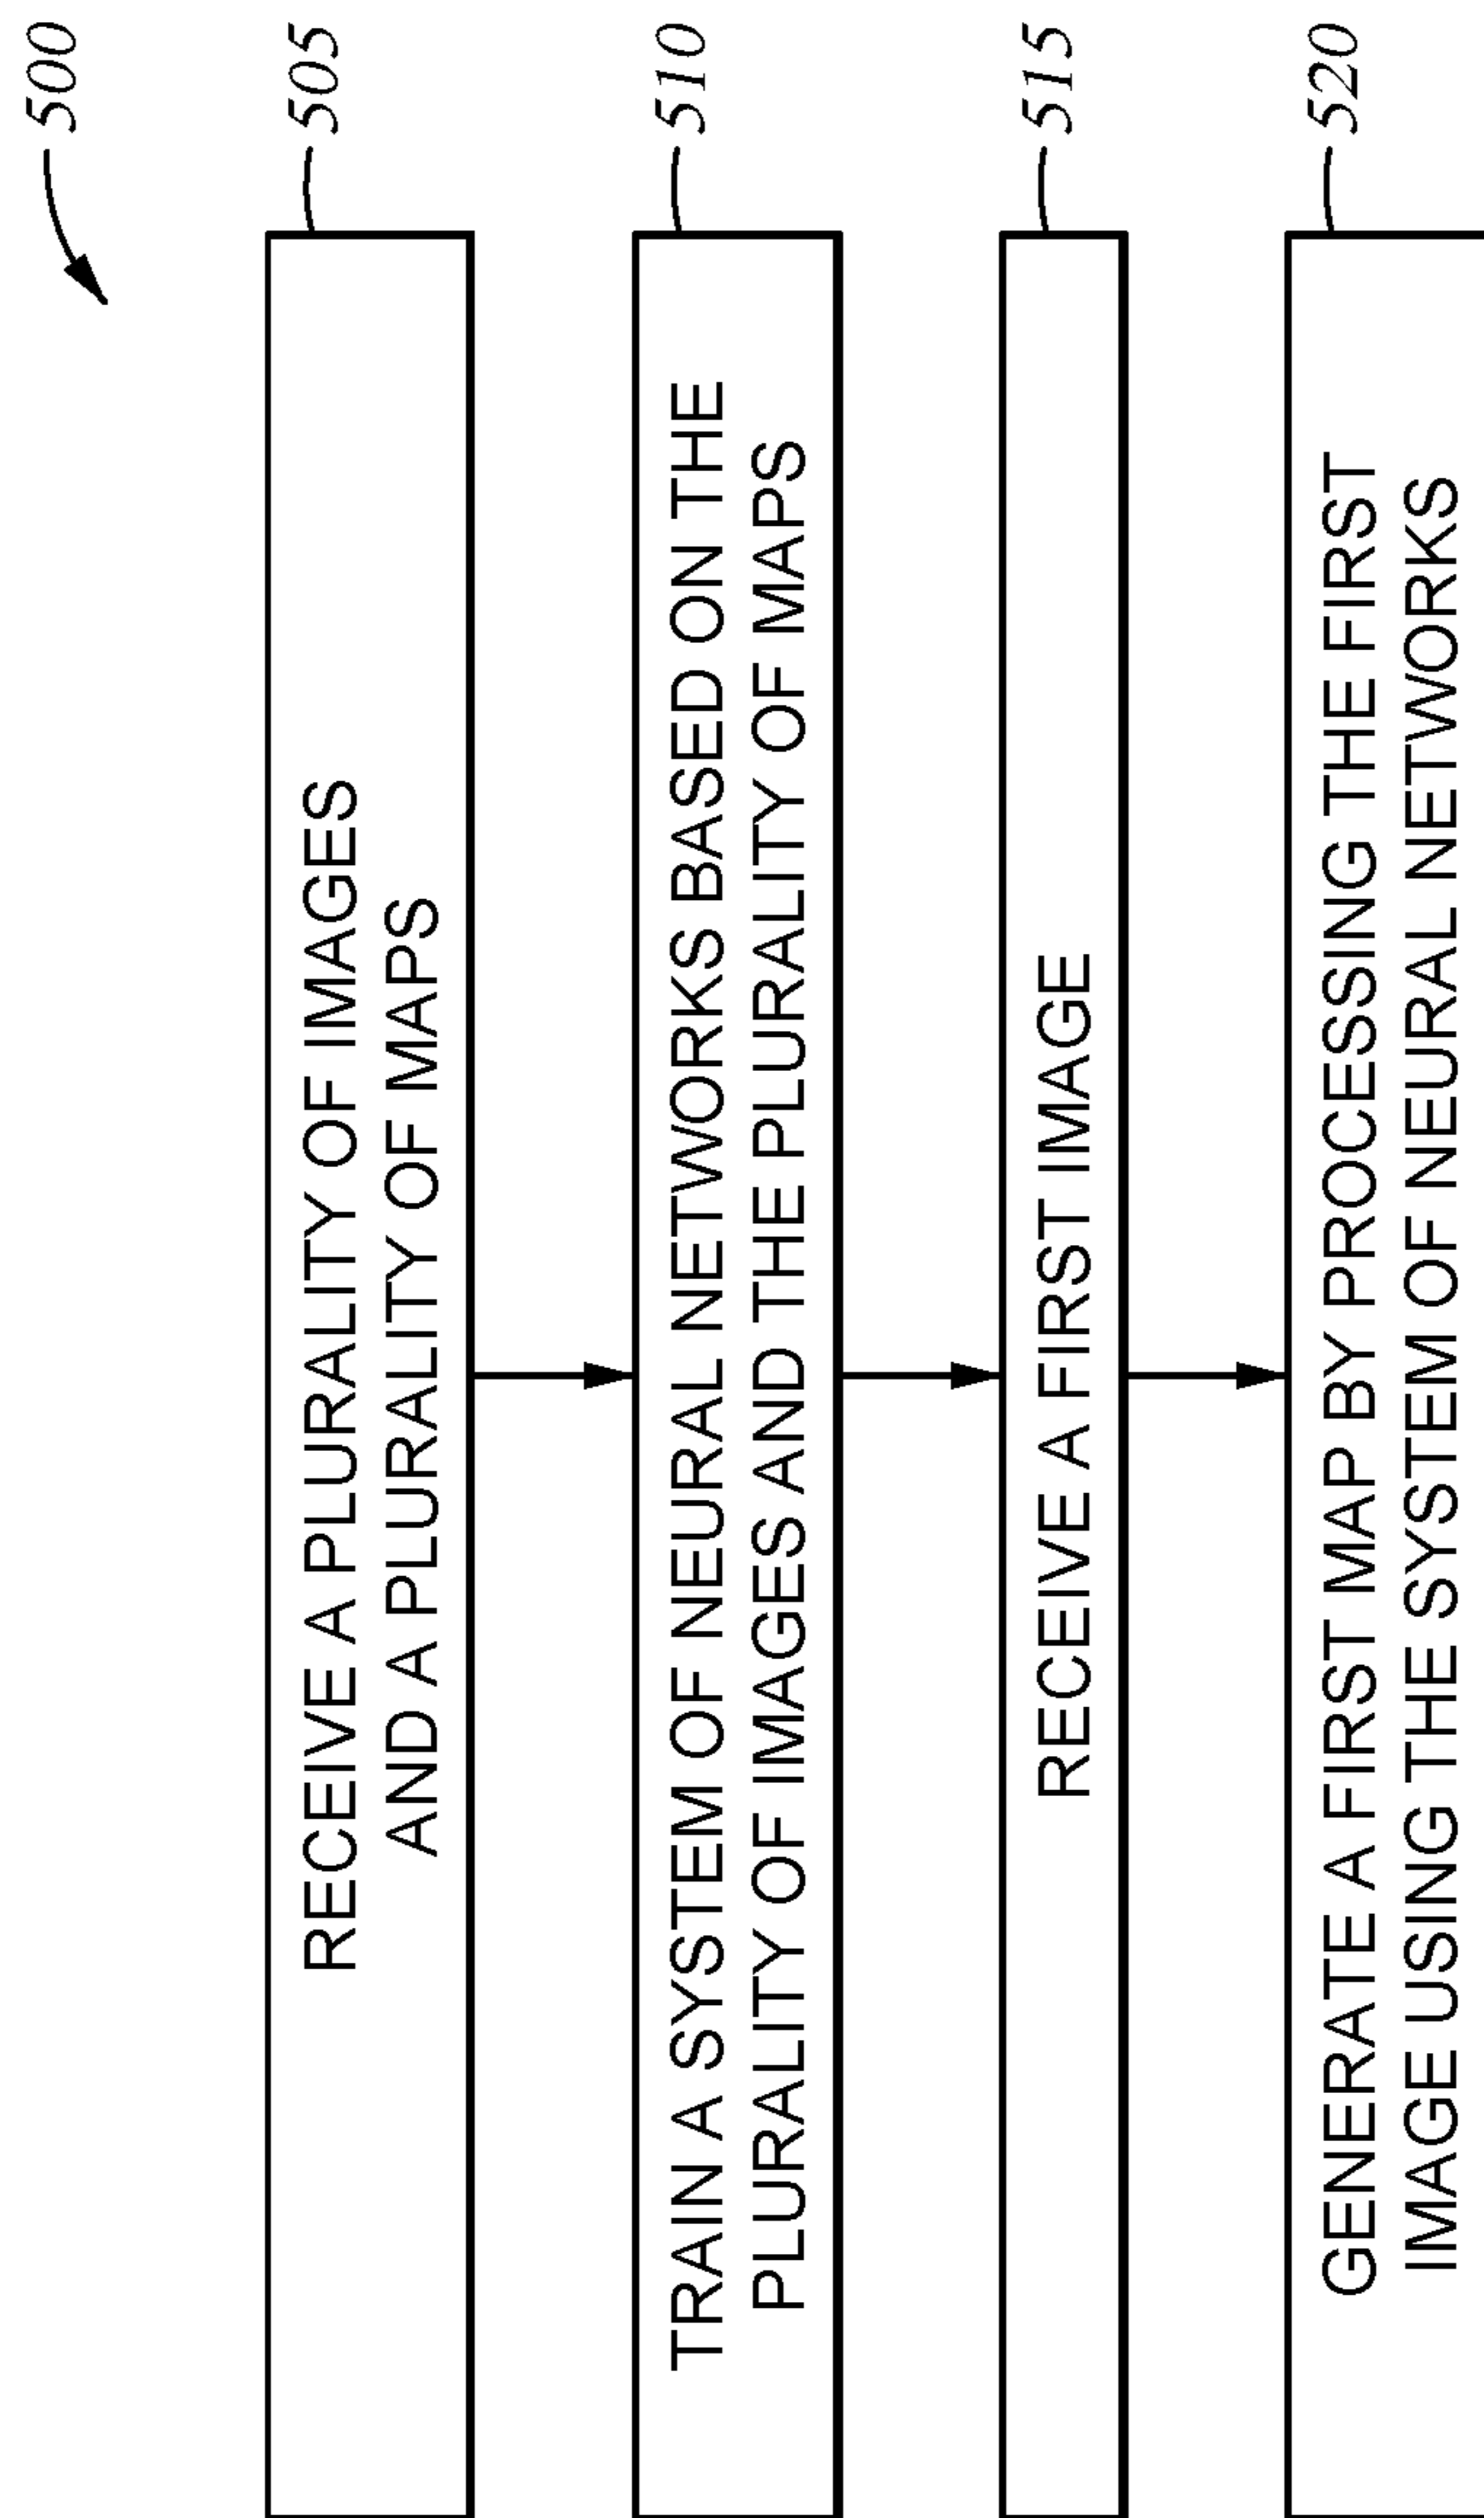 500
505
RECEIVE A PLURALITY OF IMAGES
AND A PLURALITY OF MAPS
510
TRAIN A SYSTEM OF NEURAL NETWORKS BASED ON THE
PLURALITY OF IMAGES AND THE PLURALITY OF MAPS
515
RECEIVE A FIRST IMAGE
520
GENERATE A FIRST MAP BY PROCESSING THE FIRST
IMAGE USING THE SYSTEM OF NEURAL NETWORKS